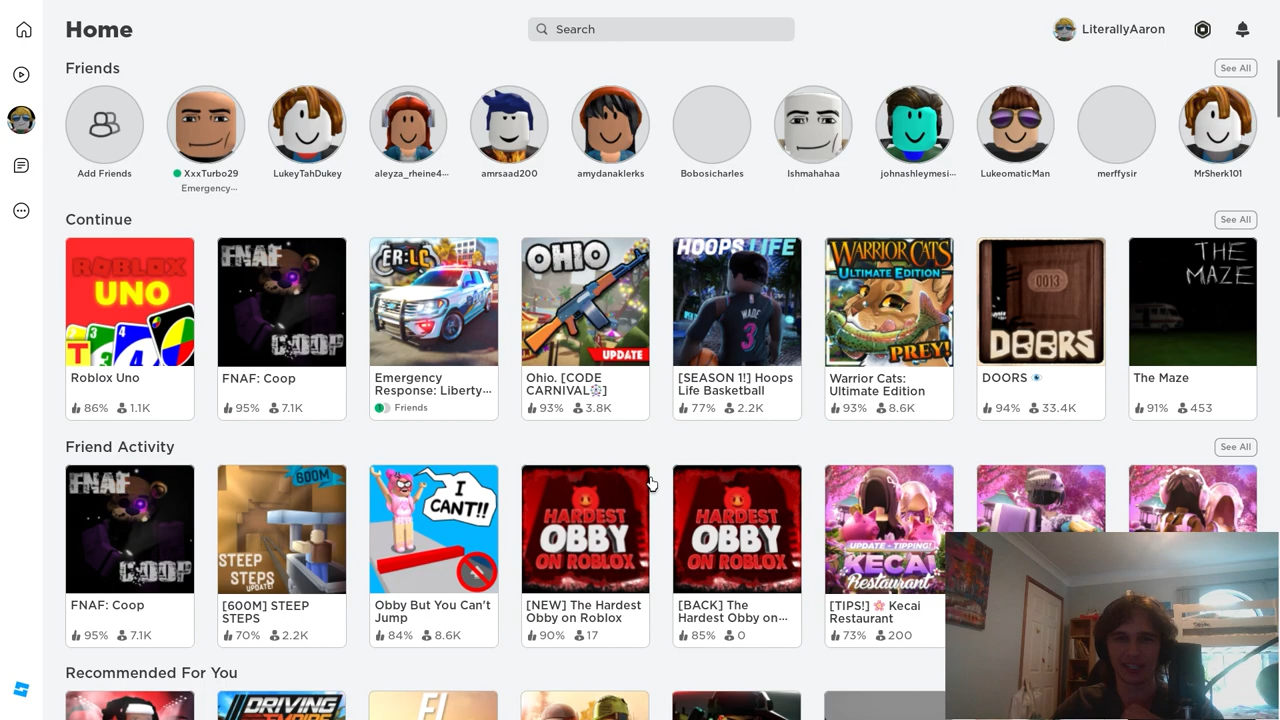 Home
Search
LiterallyAaron
Friends
See All
Add Friends
XxxTurbo29
Emergency...
LukeyTahDukey
aleyza_rheine4...
amrsaad200
amydanaklerks
Bobosicharles
Ishmahahaa
johnashleymesi...
LukeomaticMan
merffysir
MrSherk101
Continue
See All
ROBLOX
UNO
FNAF
COOP
ER:LC
OHIO
UPDATE
HOOPS LIFE
WADE
3
WARRIOR CATS
ULTIMATE EDITION
PREY!
0013
DOORS
THE
MAZE
Roblox Uno
86% 1.1K
FNAF: Coop
95% 7.1K
Emergency
Response: Liberty...
Friends
Ohio. [CODE
CARNIVAL🎡]
93% 3.8K
[SEASON 1!] Hoops
Life Basketball
77% 2.2K
Warrior Cats:
Ultimate Edition
93% 8.6K
DOORS 👁️
94% 33.4K
The Maze
91% 453
Friend Activity
See All
FNAF
COOP
600M
STEEP
STEPS
UPDATE!
I
CAN'T!!
HARDEST
OBBY
ON ROBLOX
HARDEST
OBBY
ON ROBLOX
UPDATE - TIPPING!
KECAI
Restaurant
FNAF: Coop
95% 7.1K
[600M] STEEP
STEPS
70% 2.2K
Obby But You Can't
Jump
84% 8.6K
[NEW] The Hardest
Obby on Roblox
90% 17
[BACK] The
Hardest Obby on...
85% 0
[TIPS!] 🌸 Kecai
Restaurant
73% 200
Recommended For You
DRIVING